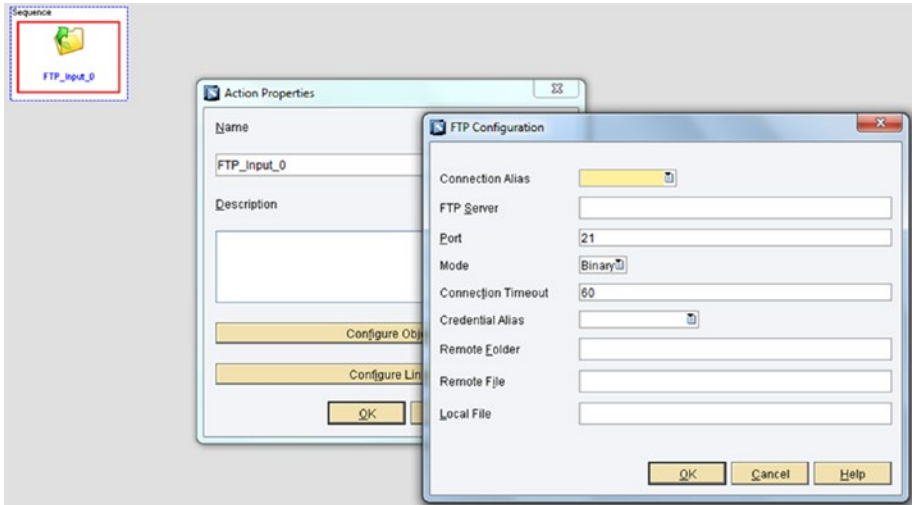 Sequence
FTP_Input_0
Action Properties
Name
FTP_Input_0
Description
Configure Obj
Configure Lin
OK
FTP Configuration
Connection Alias
FTP Server
Port 21
Mode Binary
Connection Timeout 60
Credential Alias
Remote Folder
Remote File
Local File
OK Cancel Help